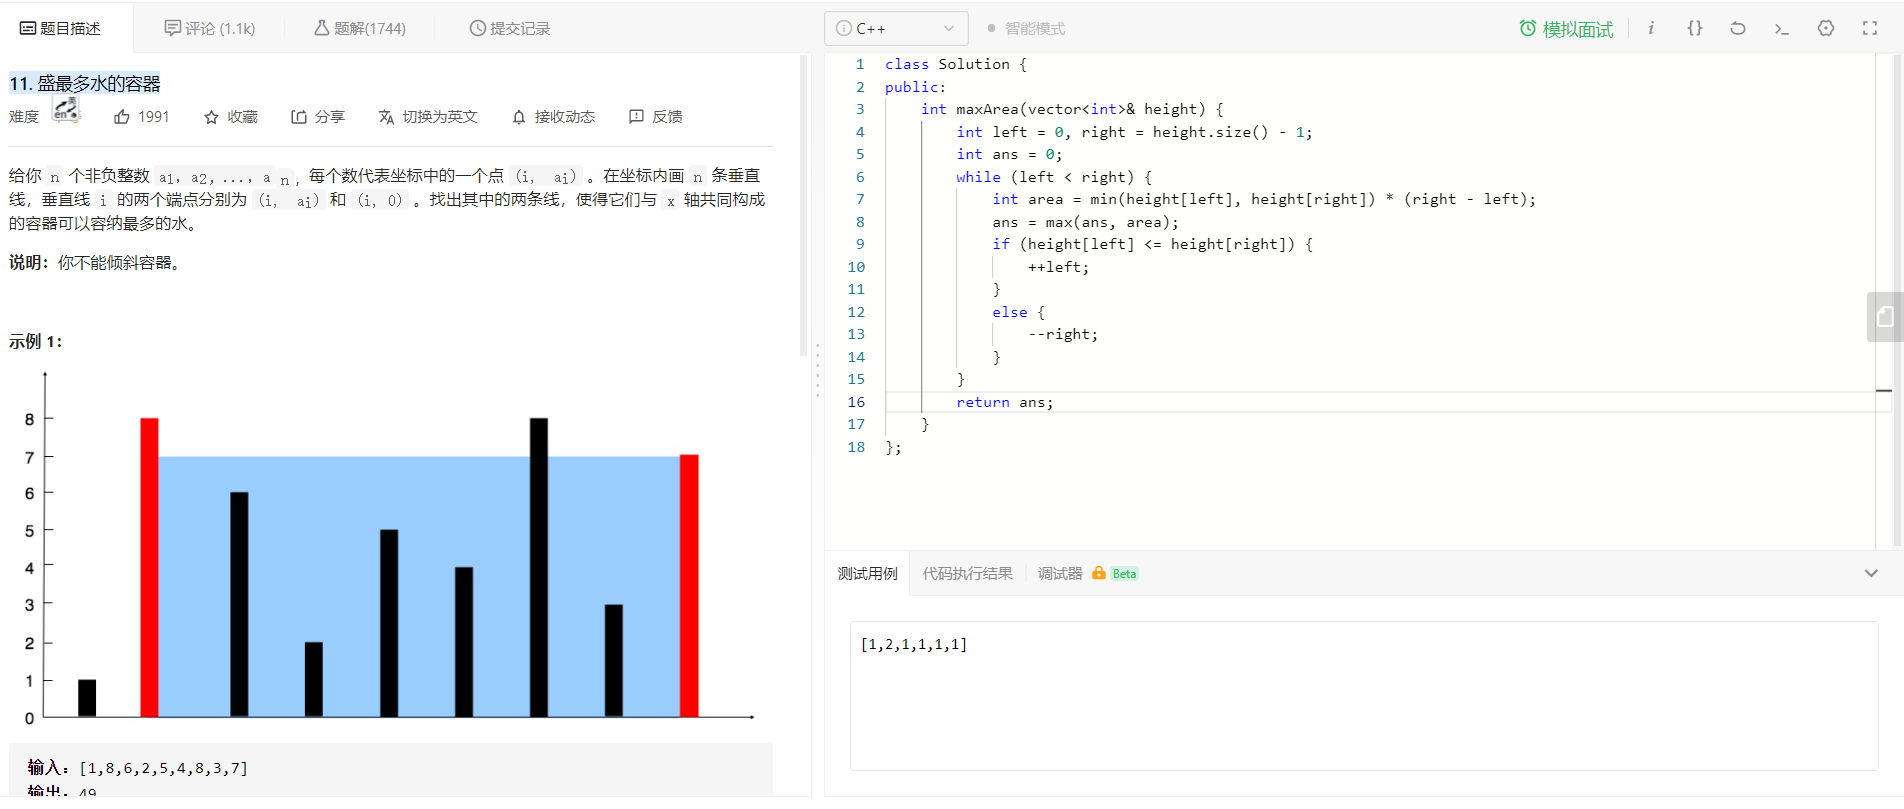 题目描述
评论 (1.1k)
题解(1744)
提交记录
11. 盛最多水的容器
难度
英
en
1991
收藏
分享
切换为英文
接收动态
反馈
给你 n 个非负整数 a1，a2，...，a n，每个数代表坐标中的一个点 (i, ai) 。在坐标内画 n 条垂直
线，垂直线 i 的两个端点分别为 (i, ai) 和 (i, 0) 。找出其中的两条线，使得它们与 x 轴共同构成
的容器可以容纳最多的水。
说明：你不能倾斜容器。
示例 1：
8
7
6
5
4
3
2
1
0
输入：[1,8,6,2,5,4,8,3,7]
输出：49
C++
智能模式
模拟面试
i
{}
>_
1 class Solution {
2 public:
3     int maxArea(vector<int>& height) {
4         int left = 0, right = height.size() - 1;
5         int ans = 0;
6         while (left < right) {
7             int area = min(height[left], height[right]) * (right - left);
8             ans = max(ans, area);
9             if (height[left] <= height[right]) {
10                 ++left;
11             }
12             else {
13                 --right;
14             }
15         }
16         return ans;
17     }
18 };
测试用例
代码执行结果
调试器
Beta
[1,2,1,1,1,1]